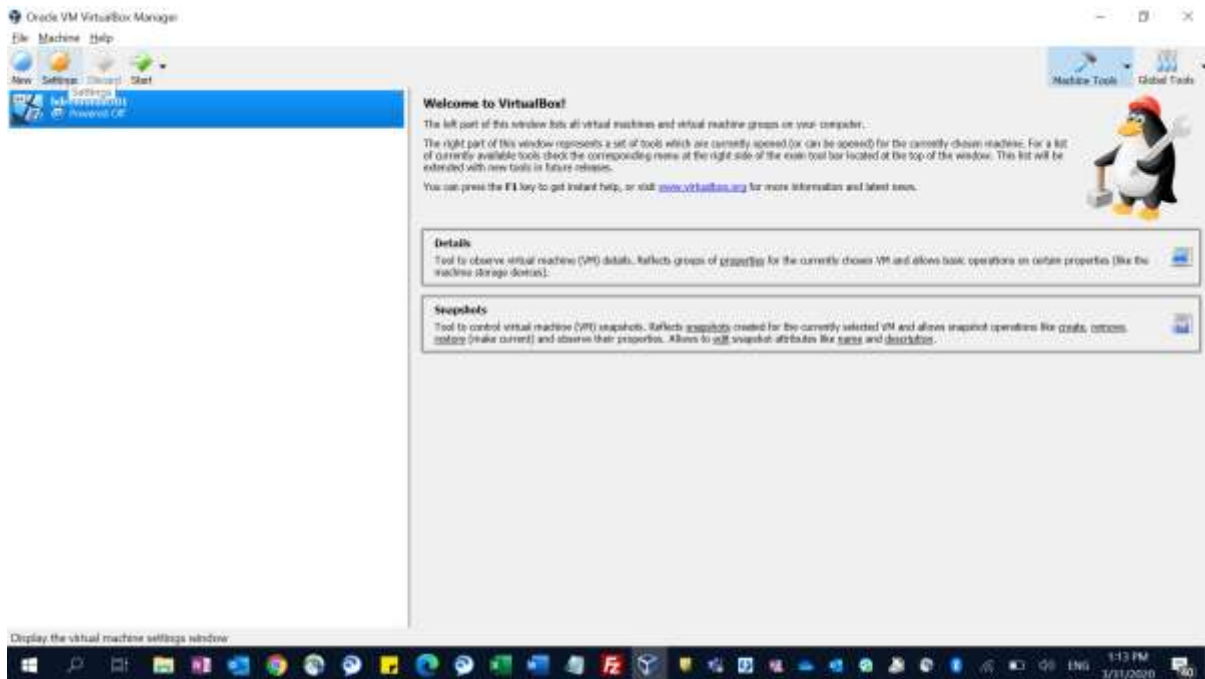 Oracle VM VirtualBox Manager
File Machine Help
New Settings Discard Start
Machine Tools Global Tools
Settings
Powered Off
Welcome to VirtualBox!
The left part of this window lists all virtual machines and virtual machine groups on your computer.
The right part of this window represents a set of tools which are currently opened (or can be opened) for the currently chosen machine. For a list
of currently available tools check the corresponding menu at the right side of the main tool bar located at the top of the window. This list will be
extended with new tools in future releases.
You can press the F1 key to get instant help, or visit www.virtualbox.org for more information and latest news.
Details
Tool to observe virtual machine (VM) details. Reflects groups of properties for the currently chosen VM and allows basic operations on certain properties (like the
machine storage devices).
Snapshots
Tool to control virtual machine (VM) snapshots. Reflects snapshots created for the currently selected VM and allows snapshot operations like create, remove,
restore (make current) and observe their properties. Allows to edit snapshot attributes like name and description.
Display the virtual machine settings window
ENG
1:13 PM
3/31/2020